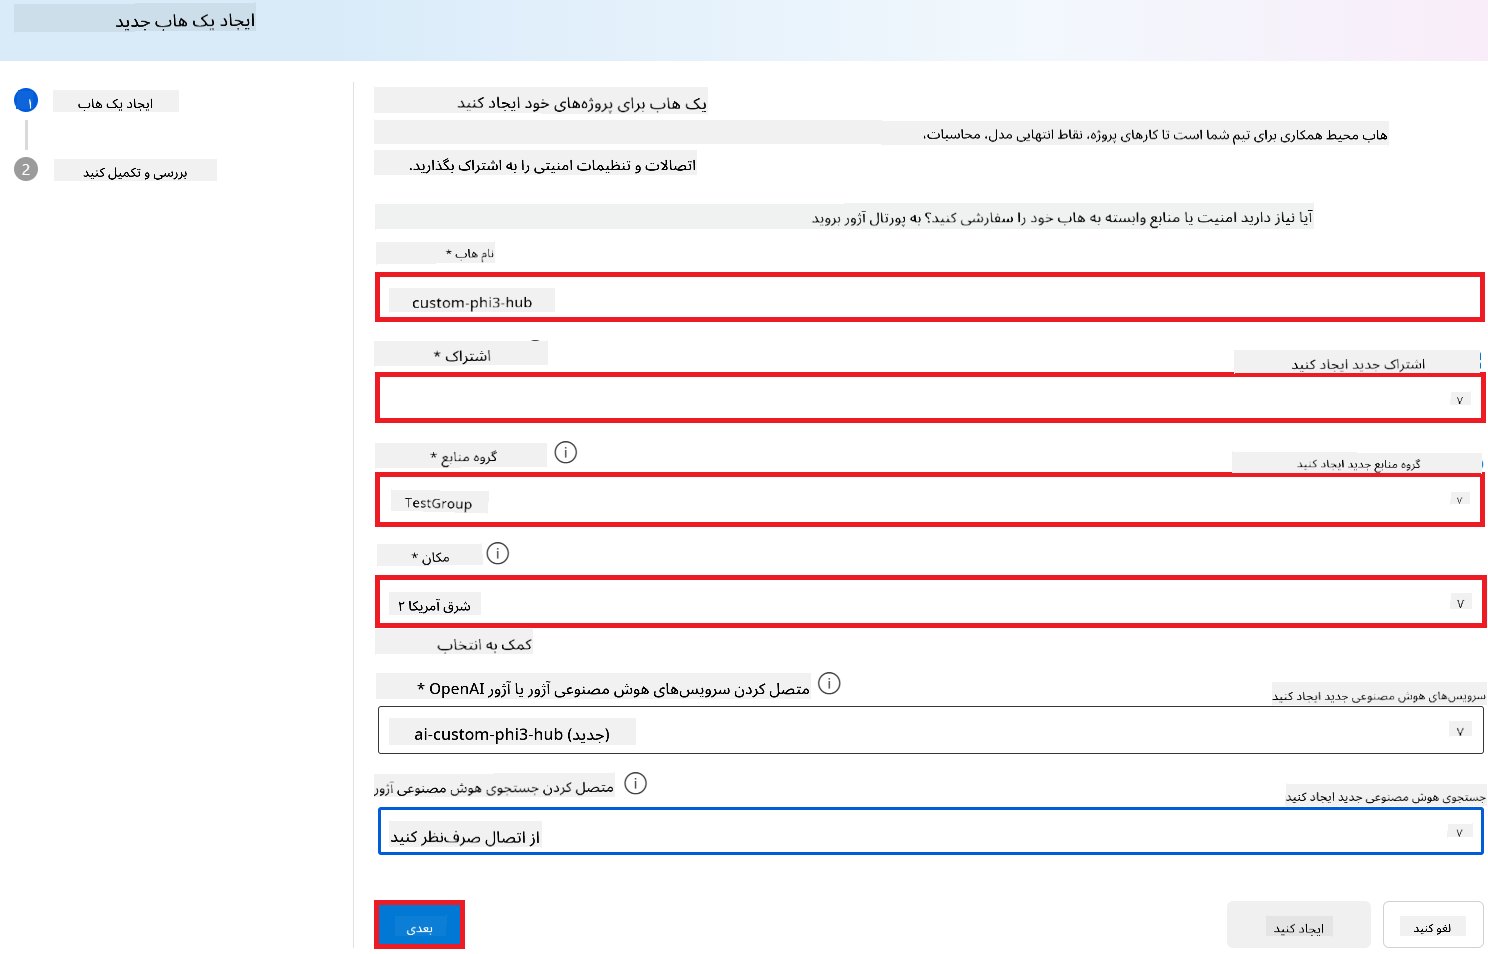 ایجاد یک هاب جدید
۱
ایجاد یک هاب
2
بررسی و تکمیل کنید
یک هاب برای پروژه‌های خود ایجاد کنید
هاب محیط همکاری برای تیم شما است تا کارهای پروژه، نقاط انتهایی مدل، محاسبات،
اتصالات و تنظیمات امنیتی را به اشتراک بگذارید.
آیا نیاز دارید امنیت یا منابع وابسته به هاب خود را سفارشی کنید؟ به پورتال آژور بروید
نام هاب *
custom-phi3-hub
اشتراک *
اشتراک جدید ایجاد کنید
گروه منابع *
گروه منابع جدید ایجاد کنید
TestGroup
مکان *
شرق آمریکا ۲
کمک به انتخاب
متصل کردن سرویس‌های هوش مصنوعی آژور یا آژور OpenAI *
سرویس‌های هوش مصنوعی جدید ایجاد کنید
ai-custom-phi3-hub (جدید)
متصل کردن جستجوی هوش مصنوعی آژور
جستجوی هوش مصنوعی جدید ایجاد کنید
از اتصال صرف‌نظر کنید
بعدی
ایجاد کنید
لغو کنید